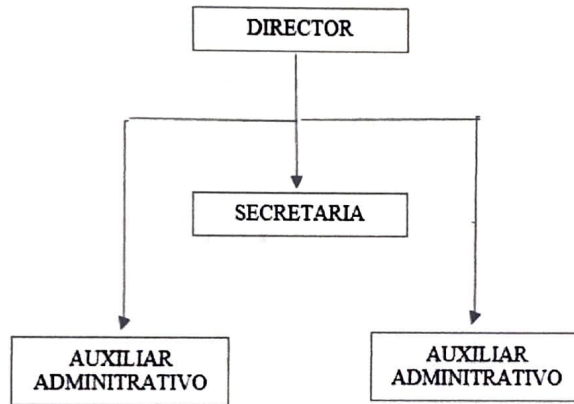 DIRECTOR
SECRETARIA
AUXILIAR
ADMINITRATIVO
AUXILIAR
ADMINITRATIVO